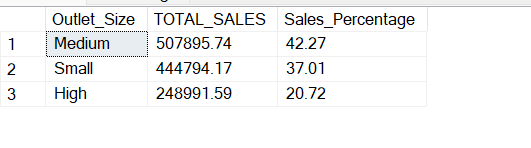 Outlet_Size TOTAL_SALES Sales_Percentage
1 Medium 507895.74 42.27
2 Small 444794.17 37.01
3 High 248991.59 20.72